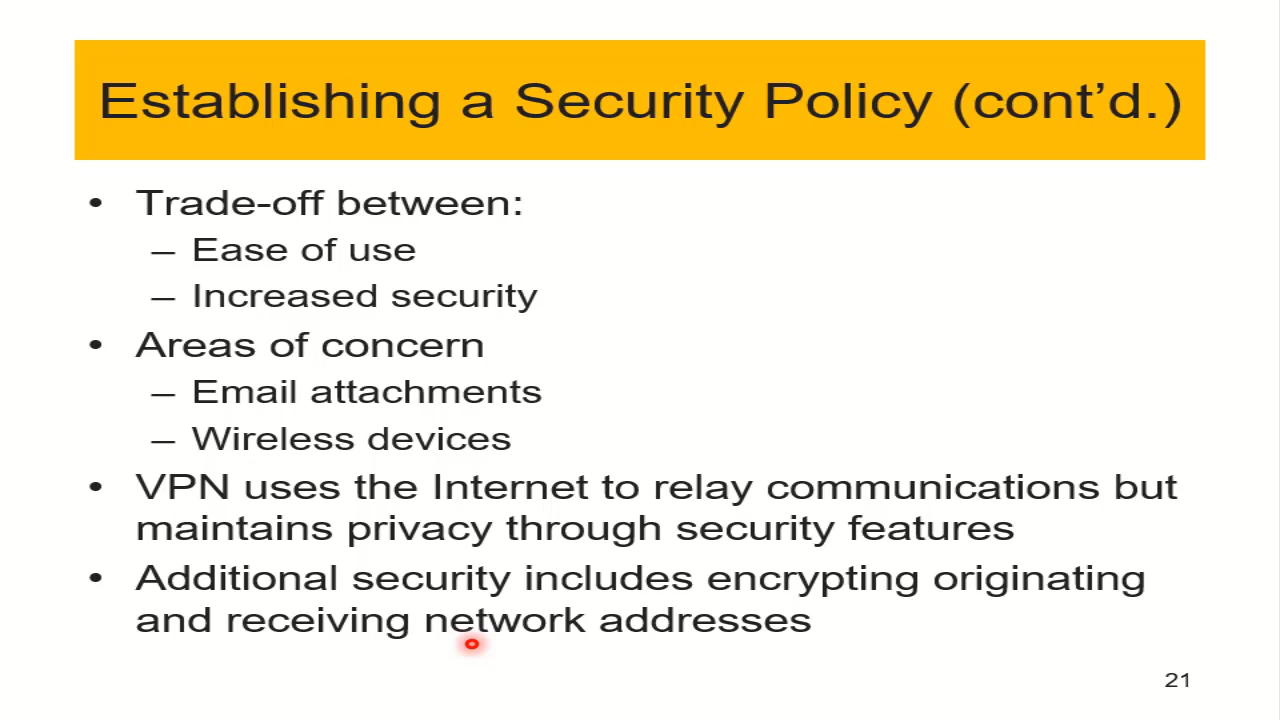 Establishing a Security Policy (cont’d.)
• Trade-off between:
– Ease of use
– Increased security
• Areas of concern
– Email attachments
– Wireless devices
• VPN uses the Internet to relay communications but
maintains privacy through security features
• Additional security includes encrypting originating
and receiving network addresses
21